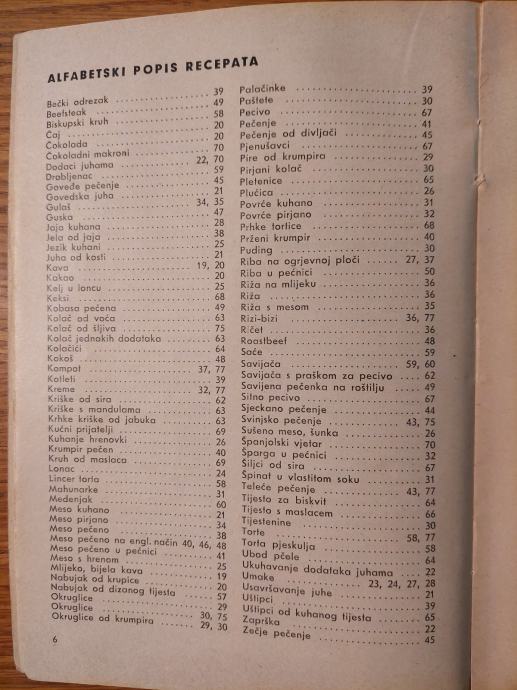 ALFABETSKI POPIS RECEPATA
Bečki odrezak 39
Beefsteak 49
Biskupski kruh 58
Čaj 20
Čokolada 20
Čokoladni makroni 70
Dodaci juhama 22, 70
Drobljenac 59
Goveđe pečenje 45
Govedska juha 21
Gulaš 34, 35
Guska 47
Jaja kuhana 28
Jela od jaja 38
Jezik kuhani 25
Juha od kosti 21
Kava 19, 20
Kakao 20
Kelj u loncu 25
Keksi 68
Kobasa pečena 49
Kolač od voća 63
Kolač od šljiva 75
Kolač jednakih dodataka 63
Kolačići 64
Kokoš 48
Kompot 37, 77
Kotleti 39
Kreme 32, 77
Kriške od sira 62
Kriške s mandulama 63
Krhke kriške od jabuka 63
Kućni prijatelji 69
Kuhanje hrenovki 26
Krumpir pečen 40
Kruh od maslaca 69
Lonac 24
Lincer torta 58
Mahunarke 31
Medenjak 60
Meso kuhano 21
Meso pirjano 34
Meso pečeno 38
Meso pečeno na engl. način 40, 46, 48
Meso pečeno u pećnici 41
Meso s hrenom 25
Mlijeko, bijela kava 19
Nabujak od krupice 20
Nabujak od dizanog tijesta 57
Okruglice 29
Okruglice 30, 75
Okruglice od krumpira 29, 30
6
Palačinke 39
Paštete 30
Pecivo 67
Pečenje 41
Pečenje od divljači 45
Pjenušavci 67
Pire od krumpira 29
Pirjani kolač 30
Pletenice 65
Plućica 26
Povrće kuhano 31
Povrće pirjano 32
Prhke tortice 68
Prženi krumpir 40
Puding 30
Riba na ogrjevnoj ploči 27, 37
Riba u pećnici 50
Riža na mlijeku 36
Riža 36
Riža s mesom 35
Rizi-bizi 36, 77
Ričet 36
Roastbeef 48
Saće 59
Savijača 59, 60
Savijača s praškom za pecivo 62
Savijena pečenka na roštilju 49
Sitno pecivo 67
Sjeckano pečenje 44
Svinjsko pečenje 43, 75
Sušeno meso, šunka 26
Španjolski vjetar 70
Šparga u pećnici 32
Šiljci od sira 67
Špinat u vlastitom soku 31
Teleće pečenje 43, 77
Tijesto za biskvit 64
Tijesto s maslacem 66
Tijestenine 30
Torte 58, 77
Torta pjeskulja 58
Ubod pčele 64
Ukuhavanje dodataka juhama 22
Umake 23, 24, 27, 28
Usavršavanje juhe 21
Uštipci 39
Uštipci od kuhanog tijesta 65
Zaprška 22
Zečje pečenje 45